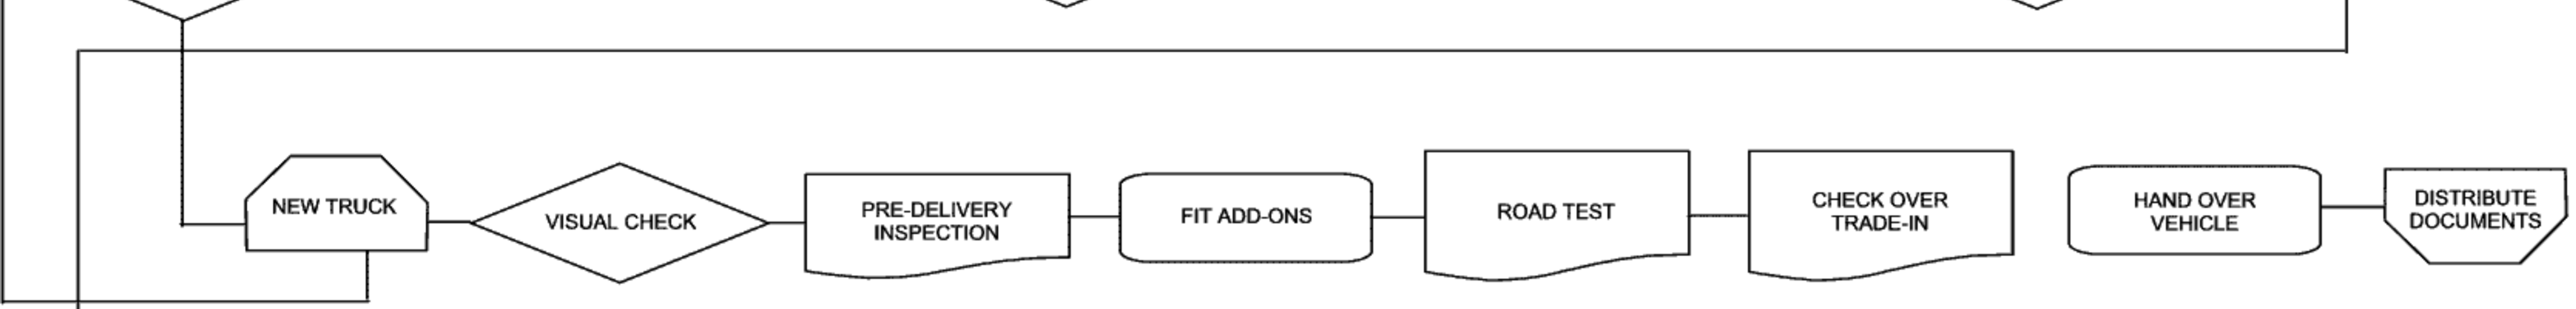 NEW TRUCK
VISUAL CHECK
PRE-DELIVERY
INSPECTION
FIT ADD-ONS
ROAD TEST
CHECK OVER
TRADE-IN
HAND OVER
VEHICLE
DISTRIBUTE
DOCUMENTS